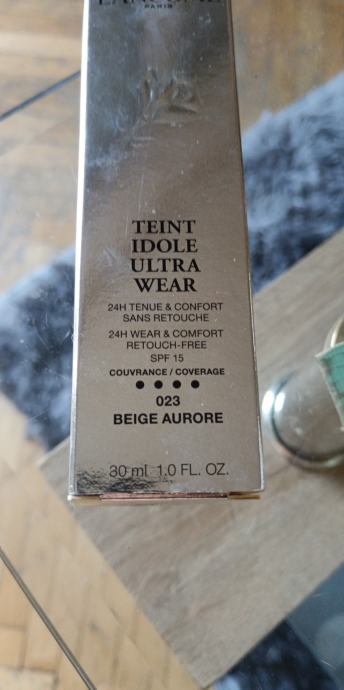 LANCÔME
PARIS
TEINT
IDOLE
ULTRA
WEAR
24H TENUE & CONFORT
SANS RETOUCHE
24H WEAR & COMFORT
RETOUCH-FREE
SPF 15
COUVRANCE / COVERAGE
● ● ● ●
023
BEIGE AURORE
30 ml 1.0 FL. OZ.